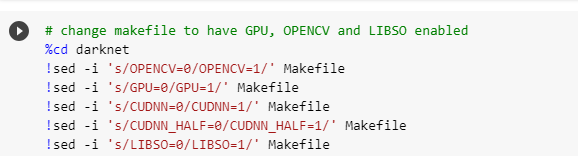 # change makefile to have GPU, OPENCV and LIBSO enabled
%cd darknet
!sed -i 's/OPENCV=0/OPENCV=1/' Makefile
!sed -i 's/GPU=0/GPU=1/' Makefile
!sed -i 's/CUDNN=0/CUDNN=1/' Makefile
!sed -i 's/CUDNN_HALF=0/CUDNN_HALF=1/' Makefile
!sed -i 's/LIBSO=0/LIBSO=1/' Makefile